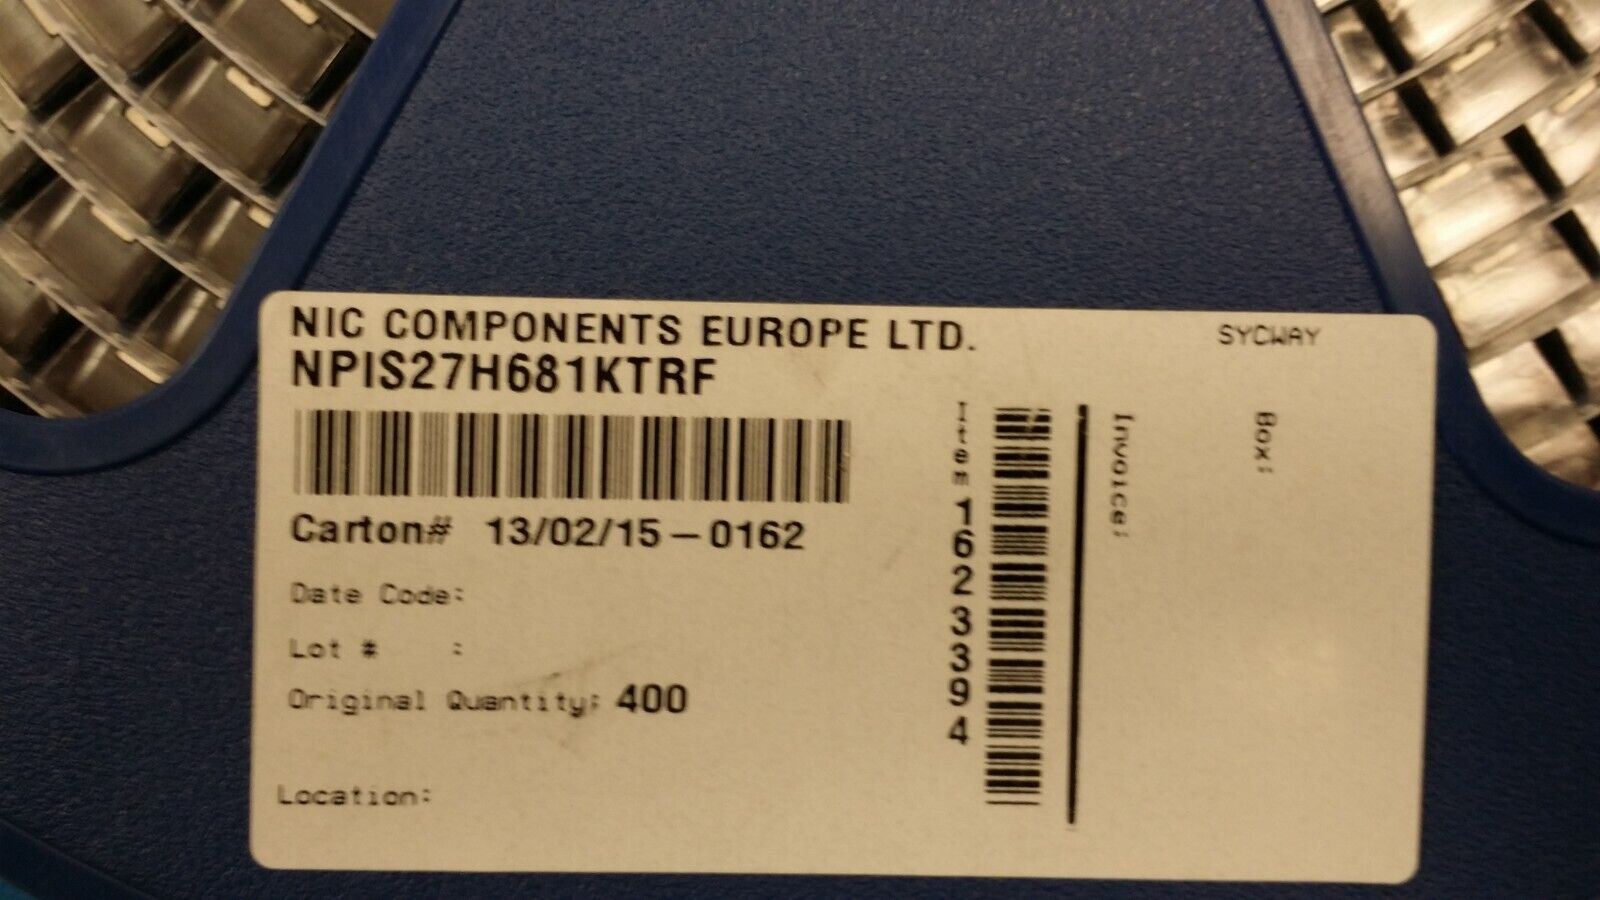 NIC COMPONENTS EUROPE LTD.
SYCWAY
NPIS27H681KTRF
Carton# 13/02/15-0162
Date Code:
Lot # :
Original Quantity: 400
Location:
Item 1623394
Invoice:
Box: